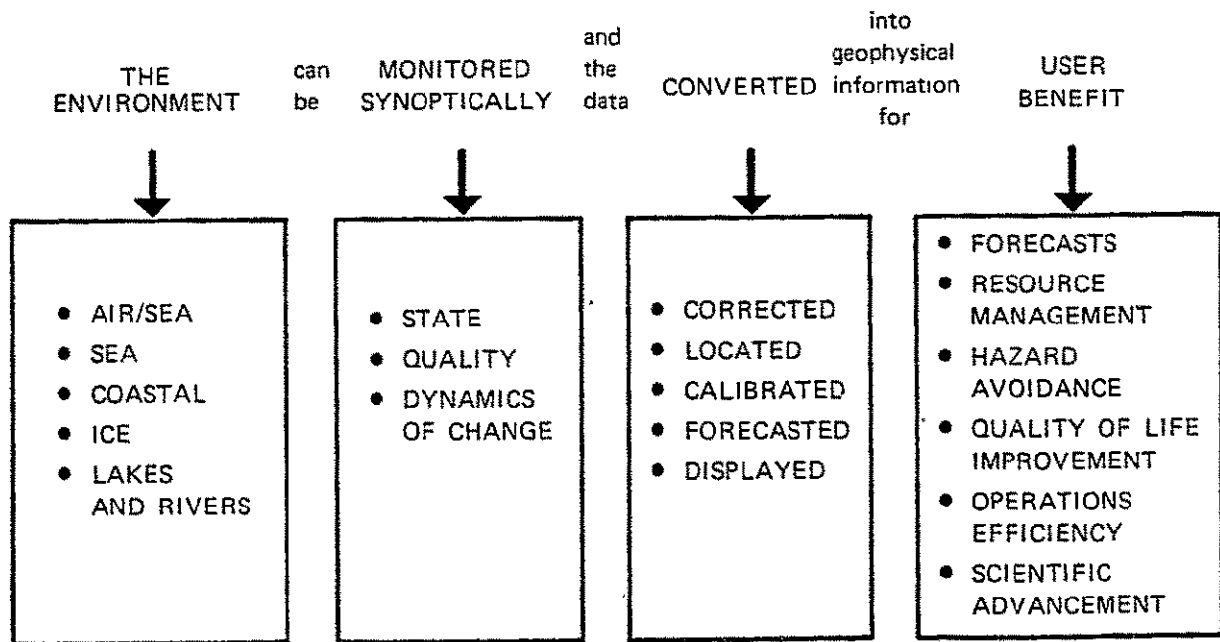 THE
ENVIRONMENT
can
be
MONITORED
SYNOPTICALLY
and
the
data
CONVERTED
into
geophysical
information
for
USER
BENEFIT
• AIR/SEA
• SEA
• COASTAL
• ICE
• LAKES
AND RIVERS
• STATE
• QUALITY
• DYNAMICS
OF CHANGE
• CORRECTED
• LOCATED
• CALIBRATED
• FORECASTED
• DISPLAYED
• FORECASTS
• RESOURCE
MANAGEMENT
• HAZARD
AVOIDANCE
• QUALITY OF LIFE
IMPROVEMENT
• OPERATIONS
EFFICIENCY
• SCIENTIFIC
ADVANCEMENT